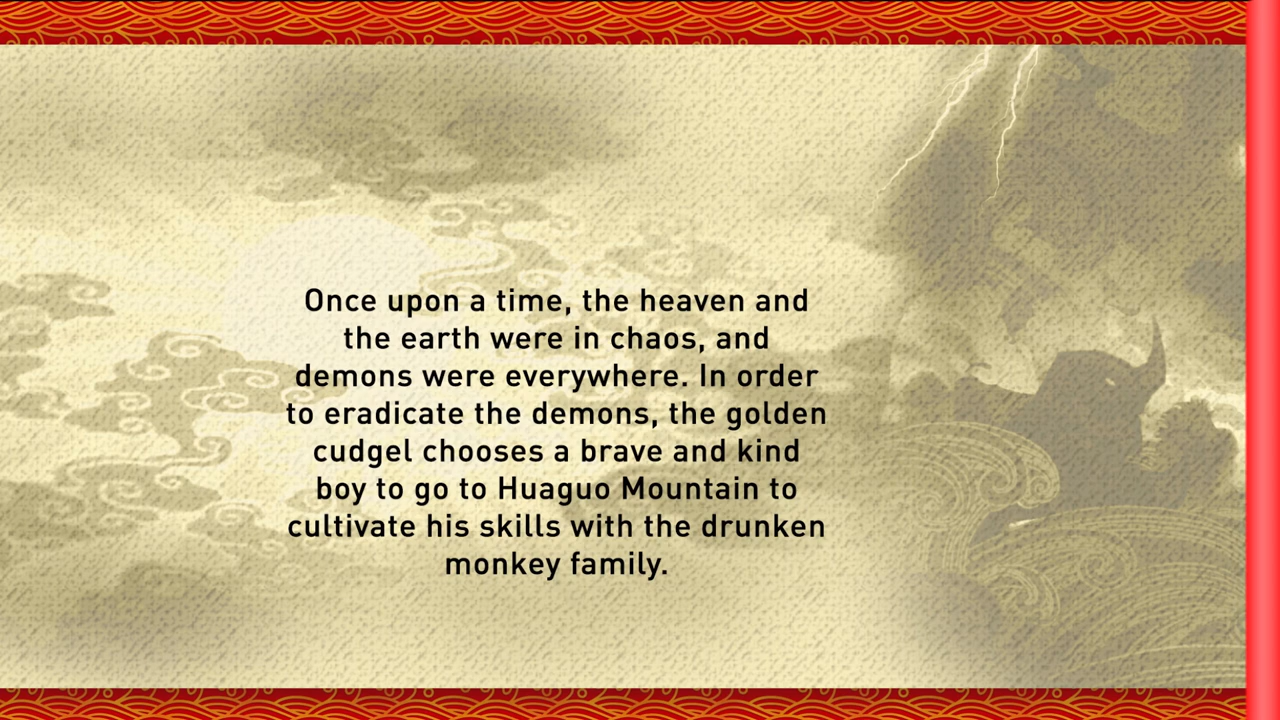 Once upon a time, the heaven and
the earth were in chaos, and
demons were everywhere. In order
to eradicate the demons, the golden
cudgel chooses a brave and kind
boy to go to Huaguo Mountain to
cultivate his skills with the drunken
monkey family.